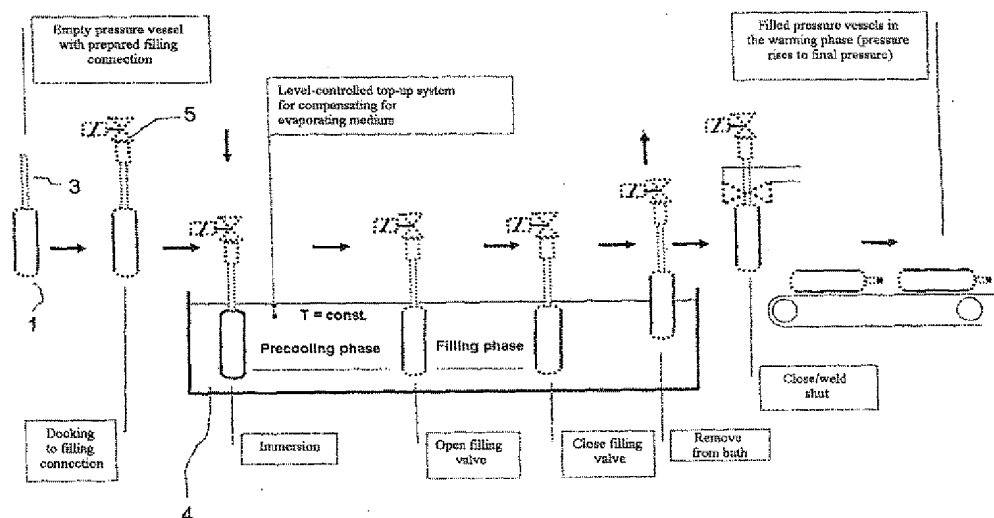 Empty pressure vessel
with prepared filling
connection
Filled pressure vessels in
the warming phase (pressure
rises to final pressure)
Level-controlled top-up system
for compensating for
evaporating medium
5
3
1
T = const.
Precooling phase
Filling phase
Close/weld
shut
Docking
to filling
connection
Immersion
Open filling
valve
Close filling
valve
Remove
from bath
4